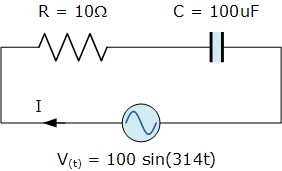 R = 10Ω C = 100uF
I
V(t) = 100 sin(314t)